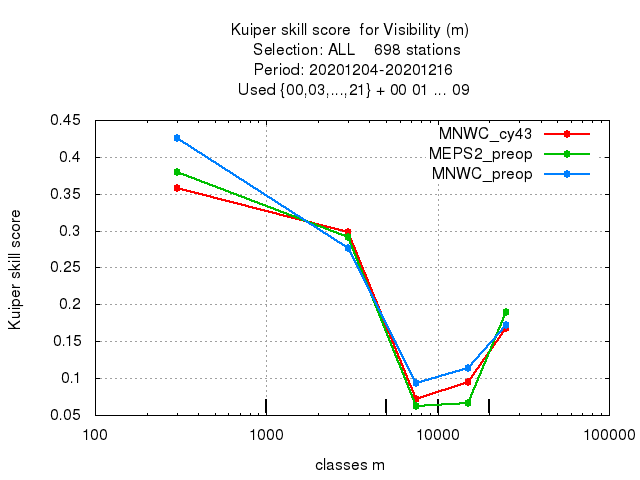 Kuiper skill score  for Visibility (m)
Selection: ALL    698 stations
Period: 20201204-20201216
Used {00,03,...,21} + 00 01 ... 09
MNWC_cy43
MEPS2_preop
MNWC_preop
0.45
0.4
0.35
0.3
0.25
0.2
0.15
0.1
0.05
Kuiper skill score
100
1000
10000
100000
classes m